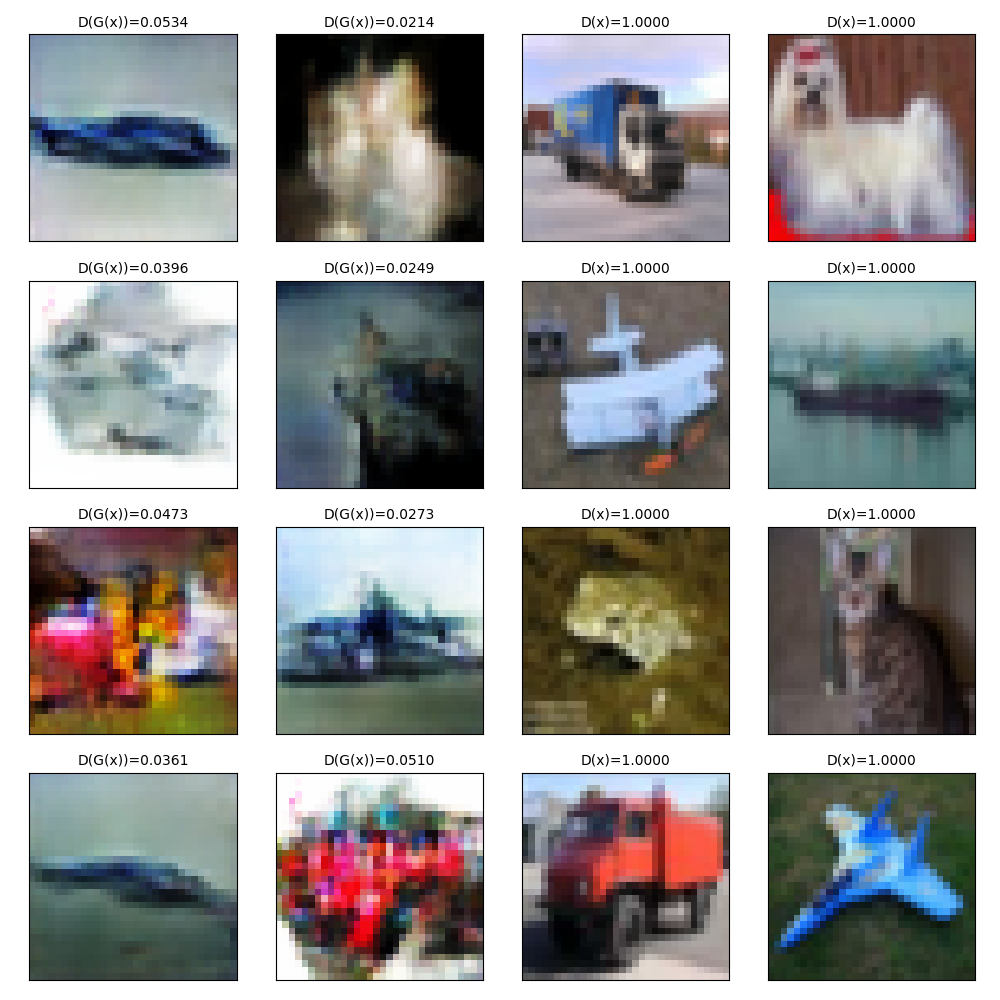 D(G(x))=0.0534 D(G(x))=0.0214 D(x)=1.0000 D(x)=1.0000
D(G(x))=0.0396 D(G(x))=0.0249 D(x)=1.0000 D(x)=1.0000
D(G(x))=0.0473 D(G(x))=0.0273 D(x)=1.0000 D(x)=1.0000
D(G(x))=0.0361 D(G(x))=0.0510 D(x)=1.0000 D(x)=1.0000